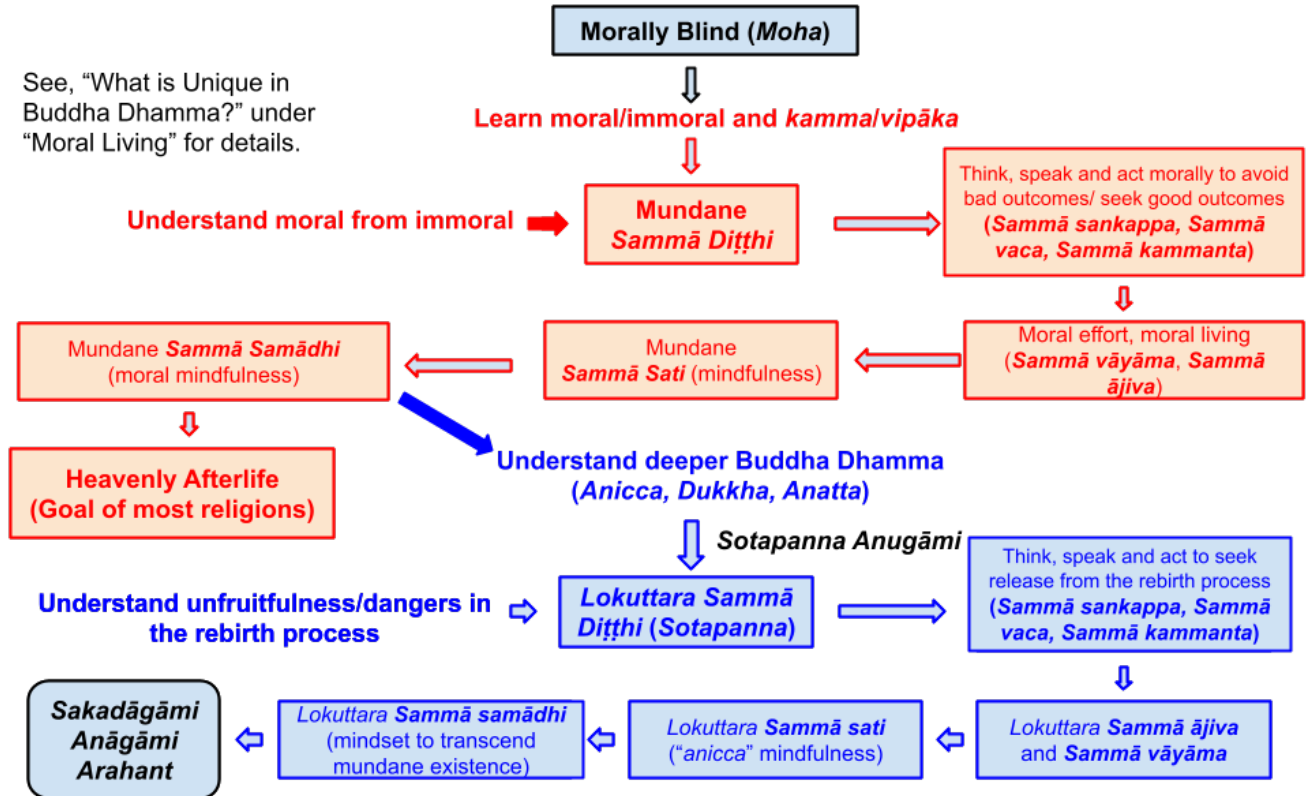 Morally Blind (Moha)
See, “What is Unique in
Buddha Dhamma?” under
“Moral Living” for details.
Learn moral/immoral and kamma/vipāka
Understand moral from immoral
Mundane
Sammā Diṭṭhi
Think, speak and act morally to avoid
bad outcomes/ seek good outcomes
(Sammā sankappa, Sammā
vaca, Sammā kammanta)
Moral effort, moral living
(Sammā vāyāma, Sammā
ājiva)
Mundane
Sammā Sati (mindfulness)
Mundane Sammā Samādhi
(moral mindfulness)
Heavenly Afterlife
(Goal of most religions)
Understand deeper Buddha Dhamma
(Anicca, Dukkha, Anatta)
Sotapanna Anugāmi
Understand unfruitfulness/dangers in
the rebirth process
Lokuttara Sammā
Diṭṭhi (Sotapanna)
Think, speak and act to seek
release from the rebirth process
(Sammā sankappa, Sammā
vaca, Sammā kammanta)
Lokuttara Sammā ājiva
and Sammā vāyāma
Lokuttara Sammā sati
(“anicca” mindfulness)
Lokuttara Sammā samādhi
(mindset to transcend
mundane existence)
Sakadāgāmi
Anāgāmi
Arahant